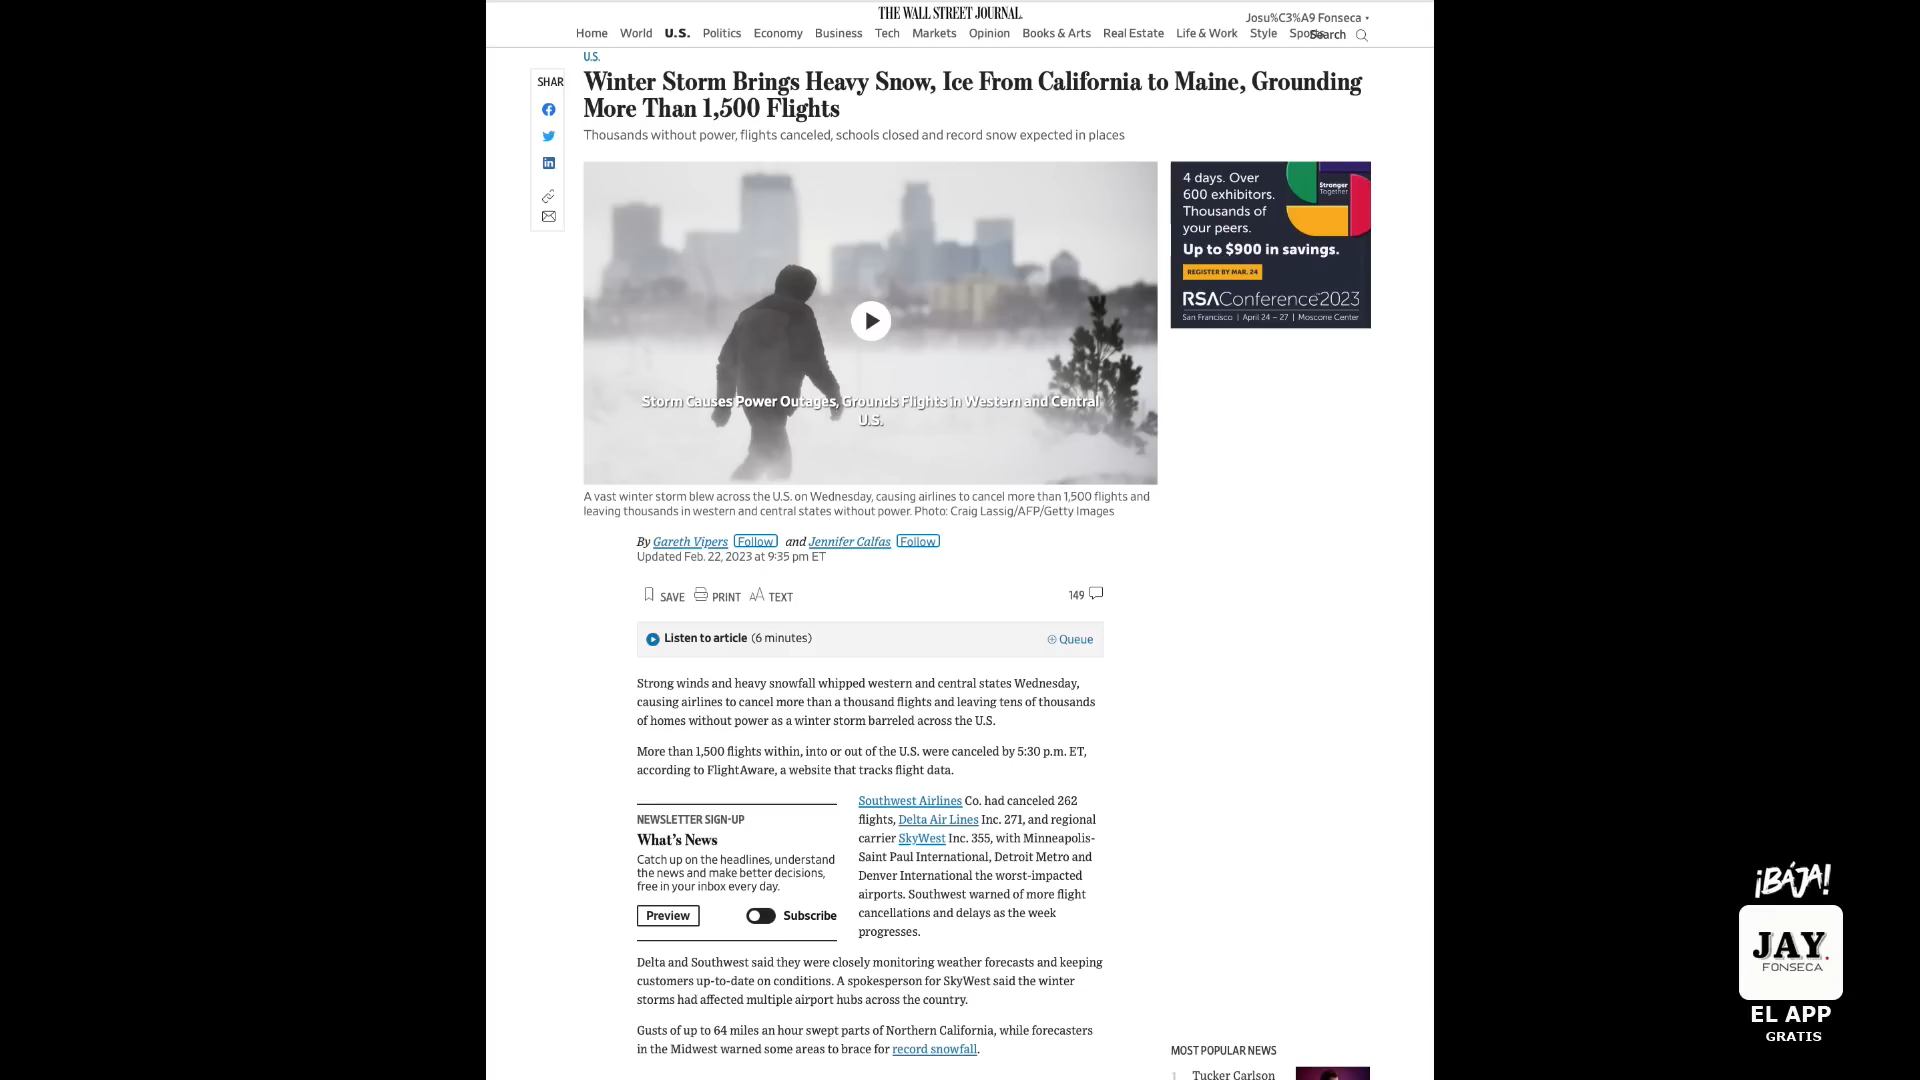 THE WALL STREET JOURNAL.
Josu%C3%A9 Fonseca
Home World U.S. Politics Economy Business Tech Markets Opinion Books & Arts Real Estate Life & Work Style Sports Search
U.S.
SHAR
Winter Storm Brings Heavy Snow, Ice From California to Maine, Grounding
More Than 1,500 Flights
Thousands without power, flights canceled, schools closed and record snow expected in places
Storm Causes Power Outages, Grounds Flights in Western and Central
U.S.
4 days. Over
600 exhibitors.
Thousands of
your peers.
Stronger
Together
Up to $900 in savings.
REGISTER BY MAR. 24
RSAConference™2023
San Francisco | April 24 – 27 | Moscone Center
A vast winter storm blew across the U.S. on Wednesday, causing airlines to cancel more than 1,500 flights and
leaving thousands in western and central states without power. Photo: Craig Lassig/AFP/Getty Images
By Gareth Vipers Follow and Jennifer Calfas Follow
Updated Feb. 22, 2023 at 9:35 pm ET
SAVE PRINT AA TEXT
149
Listen to article (6 minutes)
Queue
Strong winds and heavy snowfall whipped western and central states Wednesday,
causing airlines to cancel more than a thousand flights and leaving tens of thousands
of homes without power as a winter storm barreled across the U.S.
More than 1,500 flights within, into or out of the U.S. were canceled by 5:30 p.m. ET,
according to FlightAware, a website that tracks flight data.
NEWSLETTER SIGN-UP
What's News
Catch up on the headlines, understand
the news and make better decisions,
free in your inbox every day.
Preview
Subscribe
Southwest Airlines Co. had canceled 262
flights, Delta Air Lines Inc. 271, and regional
carrier SkyWest Inc. 355, with Minneapolis-
Saint Paul International, Detroit Metro and
Denver International the worst-impacted
airports. Southwest warned of more flight
cancellations and delays as the week
progresses.
Delta and Southwest said they were closely monitoring weather forecasts and keeping
customers up-to-date on conditions. A spokesperson for SkyWest said the winter
storms had affected multiple airport hubs across the country.
Gusts of up to 64 miles an hour swept parts of Northern California, while forecasters
in the Midwest warned some areas to brace for record snowfall.
MOST POPULAR NEWS
1 Tucker Carlson
¡BÁJA!
JAY.
FONSECA
EL APP
GRATIS